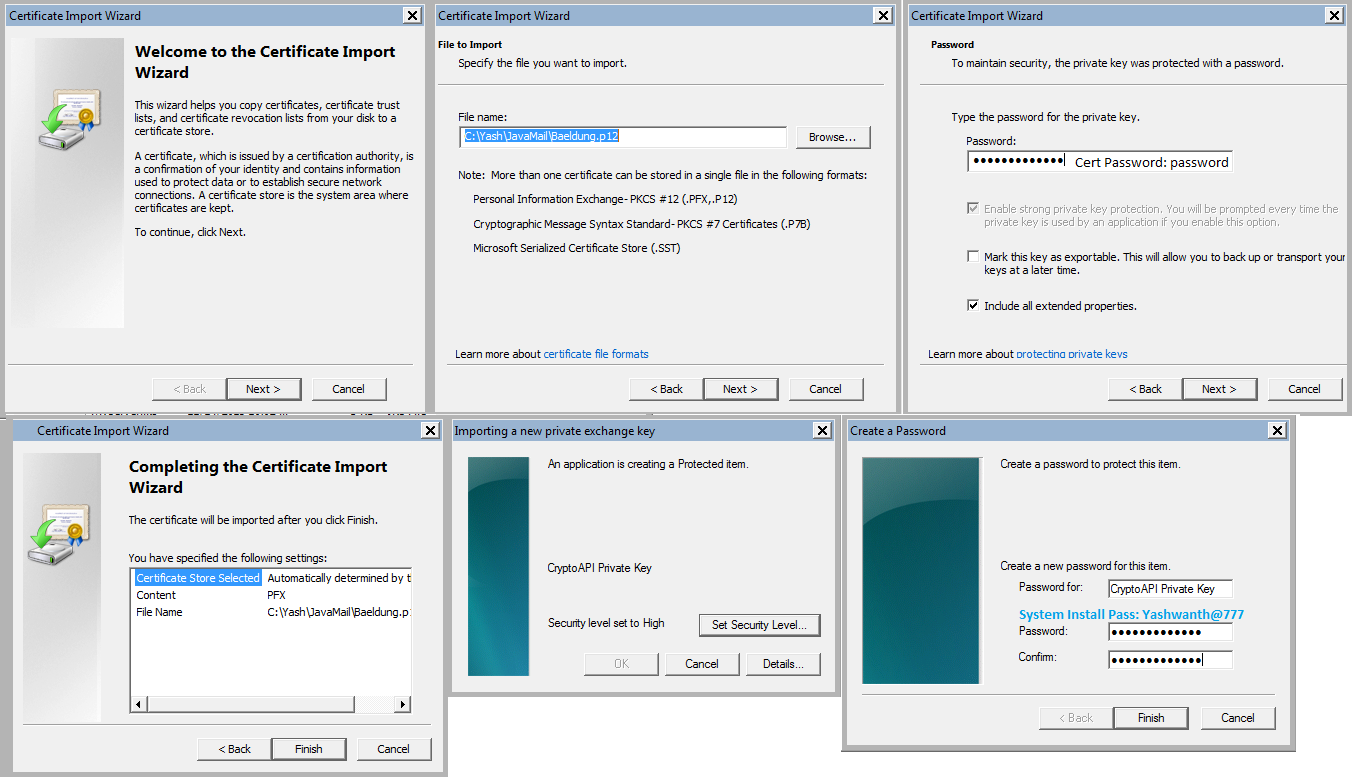 Certificate Import Wizard
Welcome to the Certificate Import
Wizard
This wizard helps you copy certificates, certificate trust
lists, and certificate revocation lists from your disk to a
certificate store.
A certificate, which is issued by a certification authority, is
a confirmation of your identity and contains information
used to protect data or to establish secure network
connections. A certificate store is the system area where
certificates are kept.
To continue, click Next.
< Back
Next >
Cancel
Certificate Import Wizard
File to Import
Specify the file you want to import.
File name:
C:\Yash\JavaMail\Baeldung.p12
Browse...
Note: More than one certificate can be stored in a single file in the following formats:
Personal Information Exchange- PKCS #12 (.PFX,.P12)
Cryptographic Message Syntax Standard- PKCS #7 Certificates (.P7B)
Microsoft Serialized Certificate Store (.SST)
Learn more about certificate file formats
< Back
Next >
Cancel
Certificate Import Wizard
Password
To maintain security, the private key was protected with a password.
Type the password for the private key.
Password:
●●●●●●●●●●●●● Cert Password: password
Enable strong private key protection. You will be prompted every time the
private key is used by an application if you enable this option.
Mark this key as exportable. This will allow you to back up or transport your
keys at a later time.
Include all extended properties.
Learn more about protecting private keys
< Back
Next >
Cancel
Certificate Import Wizard
Completing the Certificate Import
Wizard
The certificate will be imported after you click Finish.
You have specified the following settings:
Certificate Store Selected Automatically determined by t
Content PFX
File Name C:\Yash\JavaMail\Baeldung.p1
< Back
Finish
Cancel
Importing a new private exchange key
An application is creating a Protected item.
CryptoAPI Private Key
Security level set to High
Set Security Level...
OK
Cancel
Details...
Create a Password
Create a password to protect this item.
Create a new password for this item.
Password for: CryptoAPI Private Key
System Install Pass: Yashwanth@777
Password: ●●●●●●●●●●●●●
Confirm: ●●●●●●●●●●●●●
< Back
Finish
Cancel